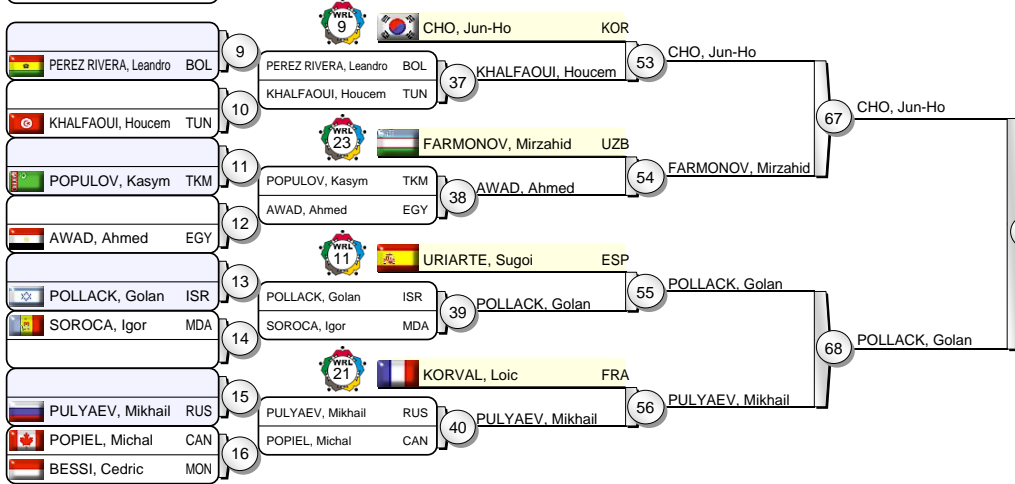 WRL
9
CHO, Jun-Ho KOR
9
PEREZ RIVERA, Leandro BOL
PEREZ RIVERA, Leandro BOL
KHALFAOUI, Houcem TUN
37
KHALFAOUI, Houcem
53
CHO, Jun-Ho
10
KHALFAOUI, Houcem TUN
67
CHO, Jun-Ho
WRL
23
FARMONOV, Mirzahid UZB
11
POPULOV, Kasym TKM
POPULOV, Kasym TKM
AWAD, Ahmed EGY
38
AWAD, Ahmed
54
FARMONOV, Mirzahid
12
AWAD, Ahmed EGY
WRL
11
URIARTE, Sugoi ESP
13
POLLACK, Golan ISR
POLLACK, Golan ISR
SOROCA, Igor MDA
39
POLLACK, Golan
55
POLLACK, Golan
SOROCA, Igor MDA
14
68
POLLACK, Golan
WRL
21
KORVAL, Loic FRA
15
PULYAEV, Mikhail RUS
PULYAEV, Mikhail RUS
POPIEL, Michal CAN
40
PULYAEV, Mikhail
56
PULYAEV, Mikhail
POPIEL, Michal CAN
16
BESSI, Cedric MON